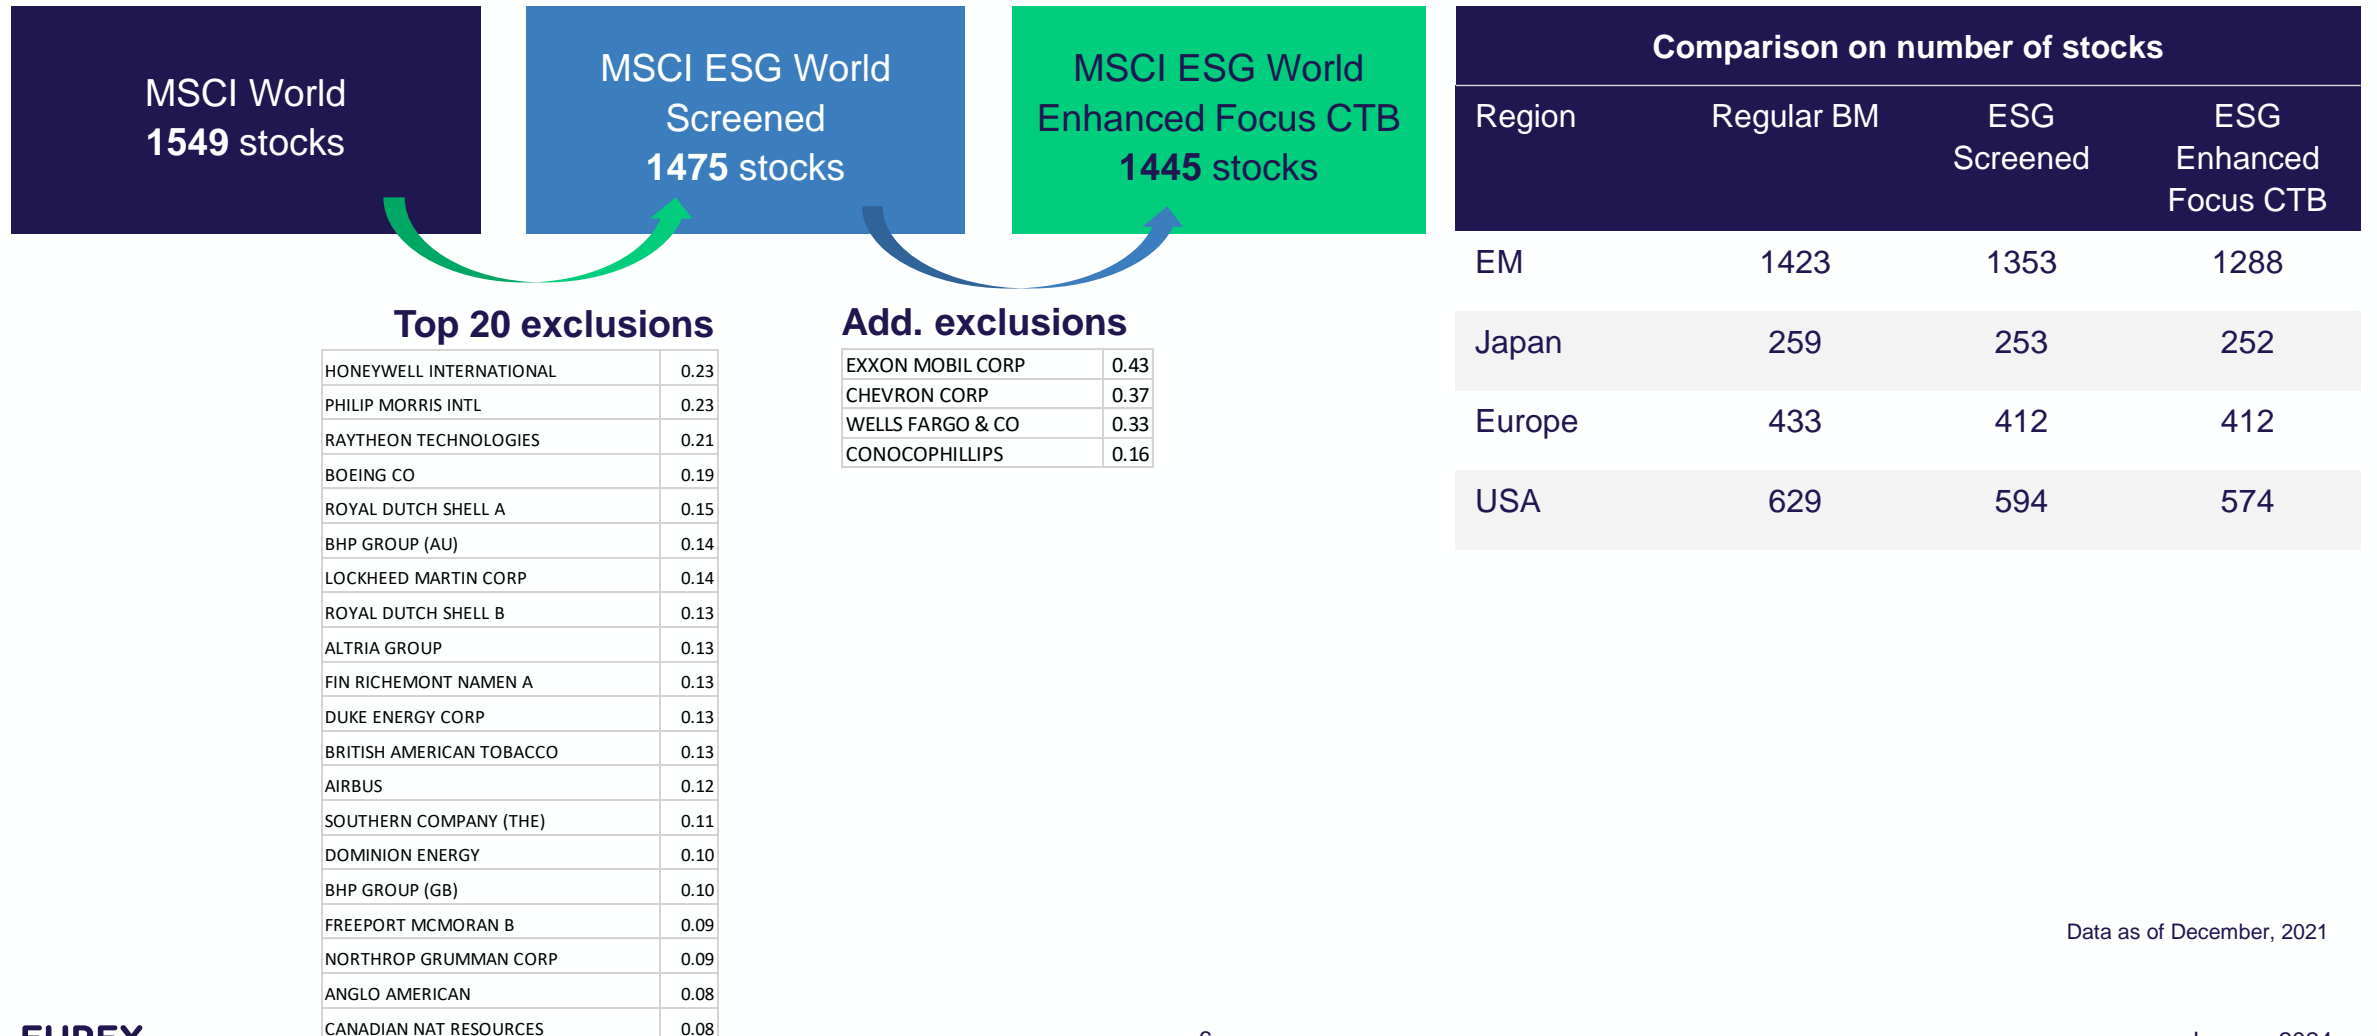 MSCI World
1549 stocks
MSCI ESG World
Screened
1475 stocks
MSCI ESG World
Enhanced Focus CTB
1445 stocks
Top 20 exclusions
HONEYWELL INTERNATIONAL 0.23
PHILIP MORRIS INTL 0.23
RAYTHEON TECHNOLOGIES 0.21
BOEING CO 0.19
ROYAL DUTCH SHELL A 0.15
BHP GROUP (AU) 0.14
LOCKHEED MARTIN CORP 0.14
ROYAL DUTCH SHELL B 0.13
ALTRIA GROUP 0.13
FIN RICHEMONT NAMEN A 0.13
DUKE ENERGY CORP 0.13
BRITISH AMERICAN TOBACCO 0.13
AIRBUS 0.12
SOUTHERN COMPANY (THE) 0.11
DOMINION ENERGY 0.10
BHP GROUP (GB) 0.10
FREEPORT MCMORAN B 0.09
NORTHROP GRUMMAN CORP 0.09
ANGLO AMERICAN 0.08
CANADIAN NAT RESOURCES 0.08
Add. exclusions
EXXON MOBIL CORP 0.43
CHEVRON CORP 0.37
WELLS FARGO & CO 0.33
CONOCOPHILLIPS 0.16
Comparison on number of stocks
Region Regular BM ESG Screened ESG Enhanced Focus CTB
EM 1423 1353 1288
Japan 259 253 252
Europe 433 412 412
USA 629 594 574
Data as of December, 2021
EUREX